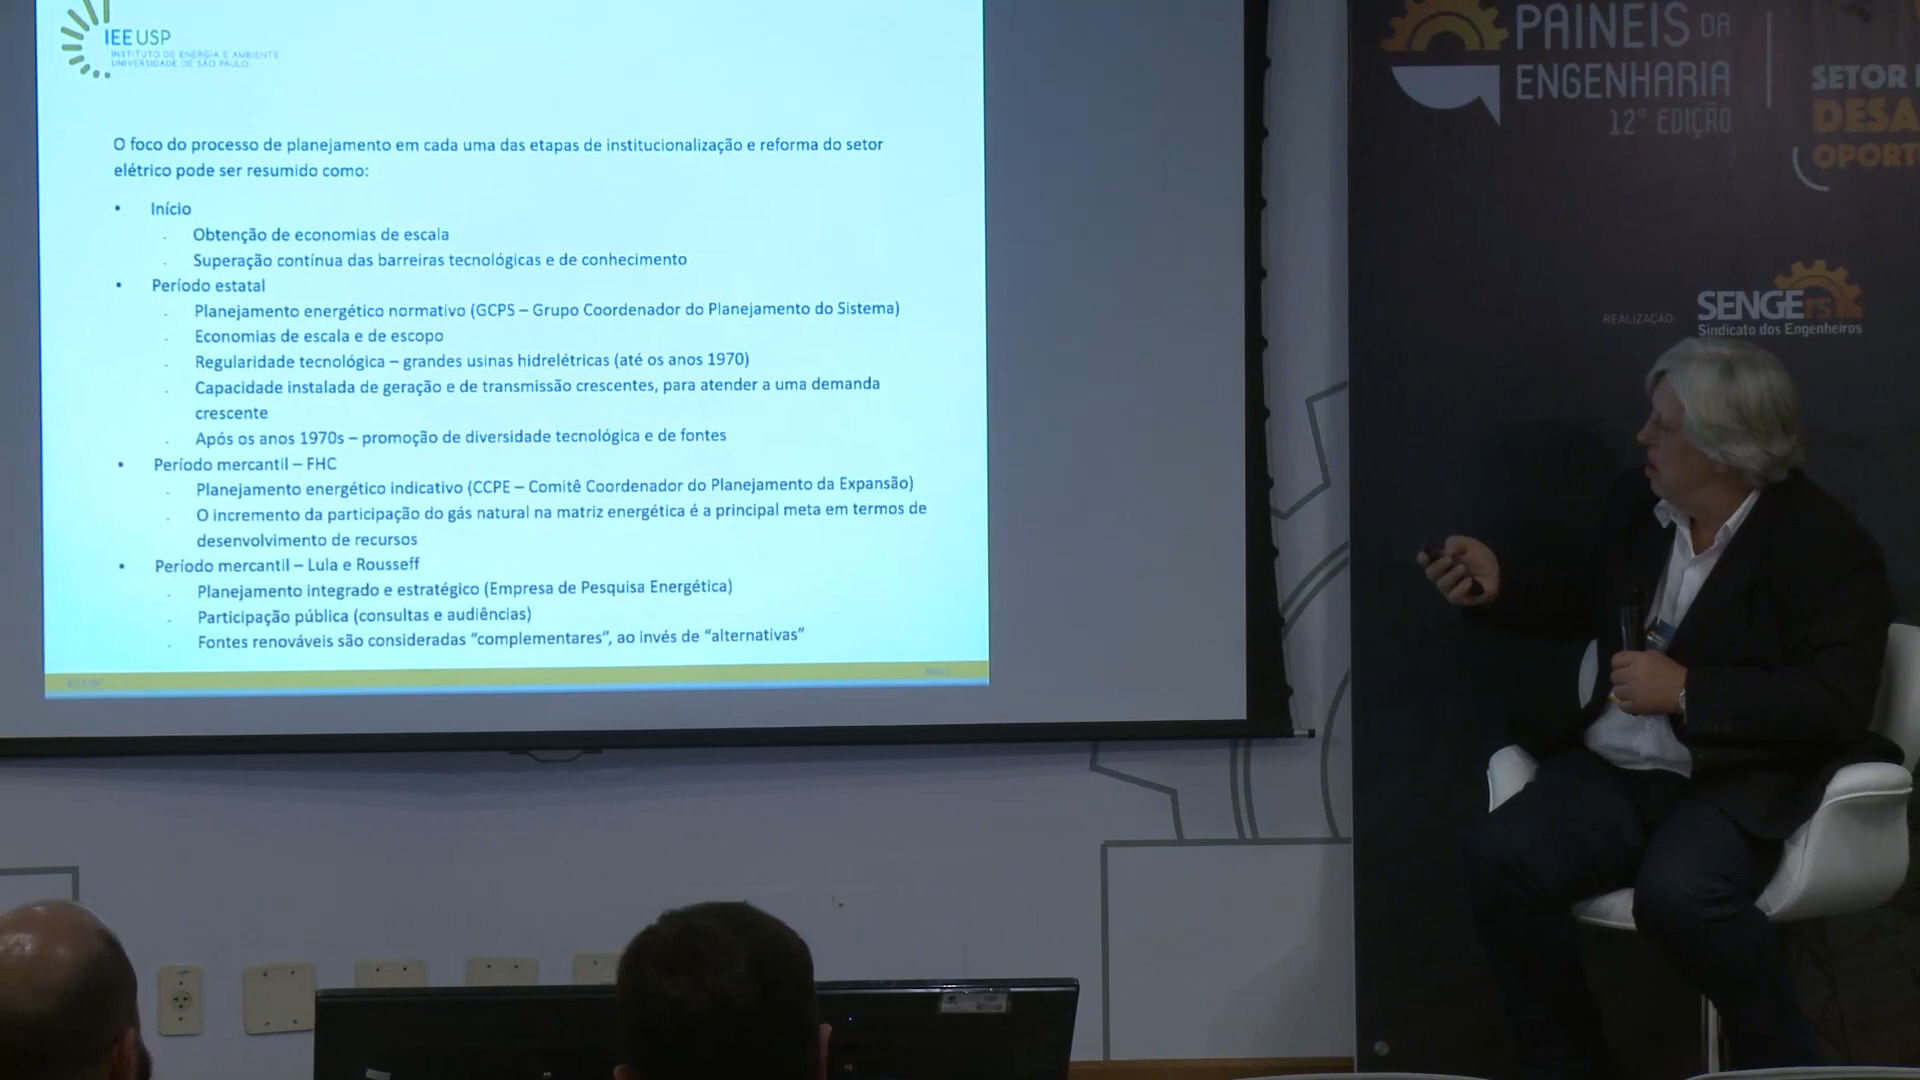 IEE USP
INSTITUTO DE ENERGIA E AMBIENTE
UNIVERSIDADE DE SÃO PAULO
O foco do processo de planejamento em cada uma das etapas de institucionalização e reforma do setor
elétrico pode ser resumido como:
• Início
- Obtenção de economias de escala
- Superação contínua das barreiras tecnológicas e de conhecimento
• Período estatal
- Planejamento energético normativo (GCPS – Grupo Coordenador do Planejamento do Sistema)
- Economias de escala e de escopo
- Regularidade tecnológica – grandes usinas hidrelétricas (até os anos 1970)
- Capacidade instalada de geração e de transmissão crescentes, para atender a uma demanda
crescente
- Após os anos 1970s – promoção de diversidade tecnológica e de fontes
• Período mercantil – FHC
- Planejamento energético indicativo (CCPE – Comitê Coordenador do Planejamento da Expansão)
- O incremento da participação do gás natural na matriz energética é a principal meta em termos de
desenvolvimento de recursos
• Período mercantil – Lula e Rousseff
- Planejamento integrado e estratégico (Empresa de Pesquisa Energética)
- Participação pública (consultas e audiências)
- Fontes renováveis são consideradas “complementares”, ao invés de “alternativas”
PAINEIS DA
ENGENHARIA
12ª EDIÇÃO
SETOR
DESA
OPORT
REALIZAÇÃO:
SENGE RS
Sindicato dos Engenheiros